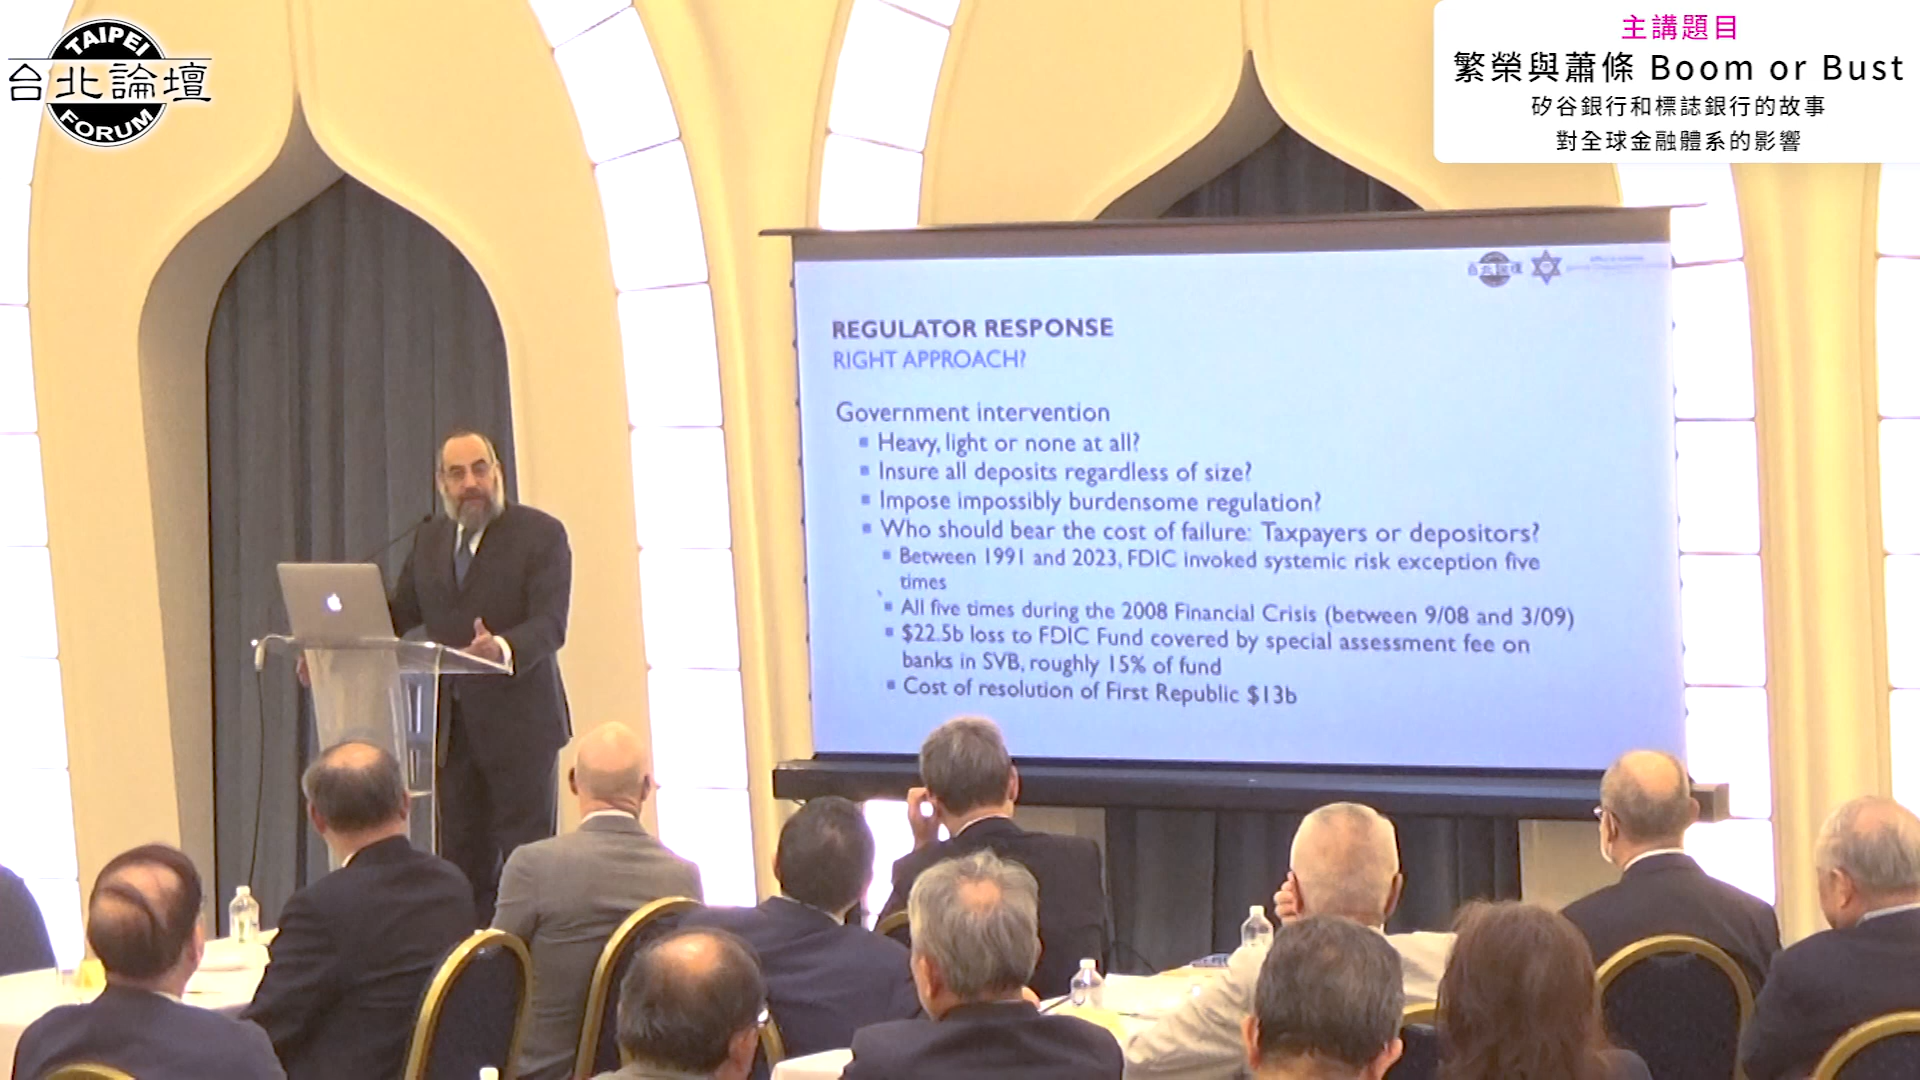 TAIPEI
台北論壇
FORUM
主講題目
繁榮與蕭條 Boom or Bust
矽谷銀行和標誌銀行的故事
對全球金融體系的影響
台北論壇
REGULATOR RESPONSE
RIGHT APPROACH?
Government intervention
▪ Heavy, light or none at all?
▪ Insure all deposits regardless of size?
▪ Impose impossibly burdensome regulation?
▪ Who should bear the cost of failure: Taxpayers or depositors?
▪ Between 1991 and 2023, FDIC invoked systemic risk exception five
times
▪ All five times during the 2008 Financial Crisis (between 9/08 and 3/09)
▪ $22.5b loss to FDIC Fund covered by special assessment fee on
banks in SVB, roughly 15% of fund
▪ Cost of resolution of First Republic $13b